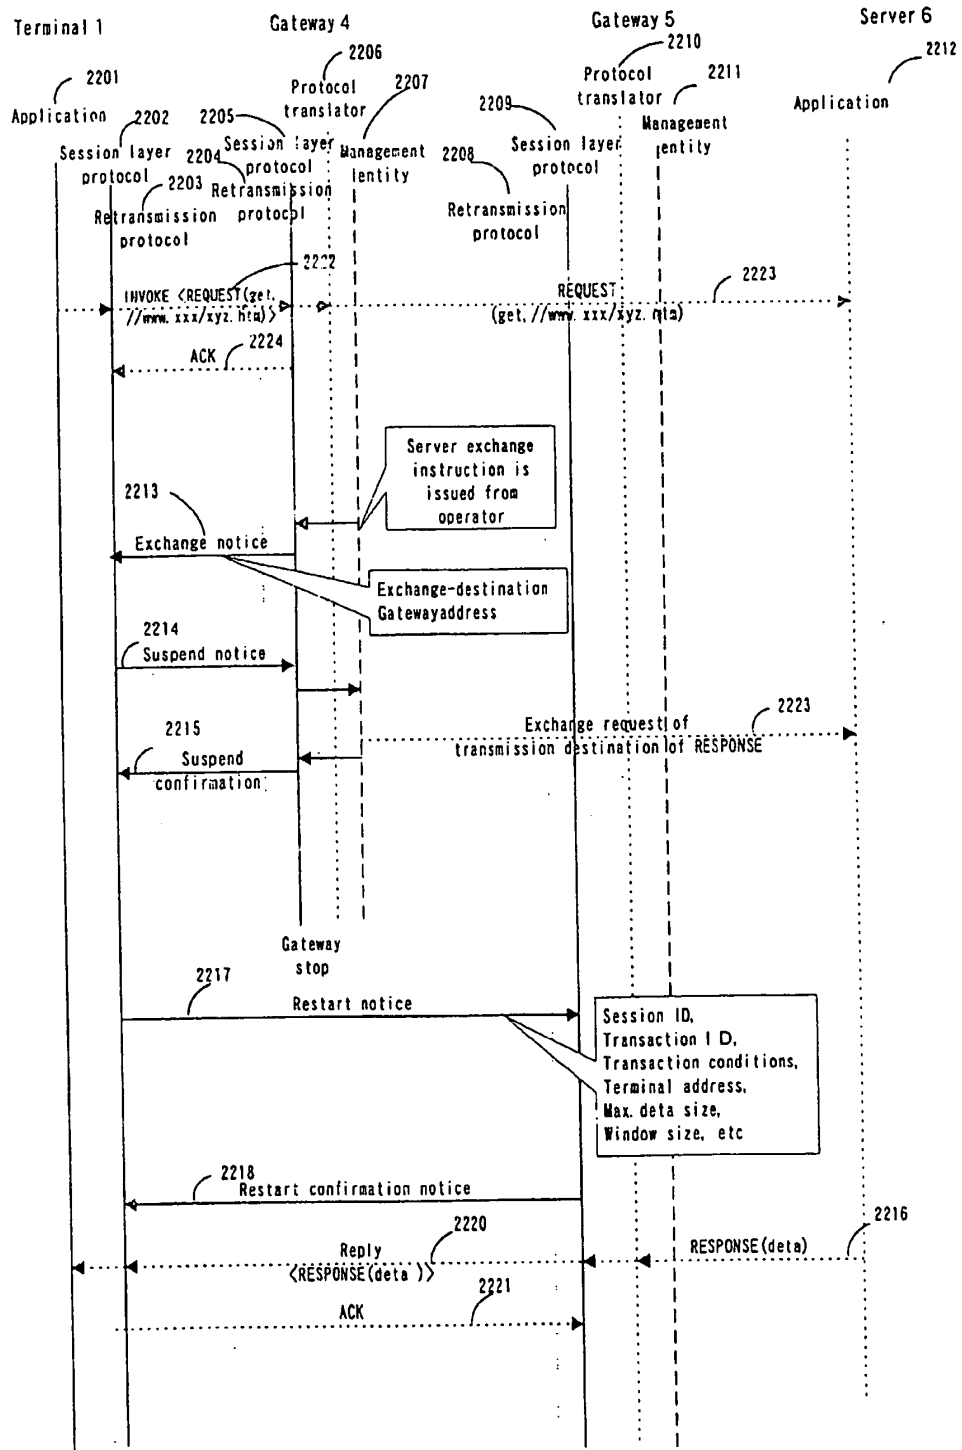 Terminal 1
Gateway 4
Gateway 5
Server 6
2201
Application
2202
Session layer
protocol
2203
Retransmission
protocol
2204
Retransmission
protocol
2205
Session layer
protocol
2206
Protocol
translator
2207
Management
lentity
2208
Retransmission
protocol
2209
Session layer
protocol
2210
Protocol
translator
2211
Management
entity
2212
Application
2222
INVOKE <REQUEST(get,
//www.xxx/xyz.htm)>
2223
REQUEST
(get,//www.xxx/xyz.htm)
2224
ACK
Server exchange
instruction is
issued from
operator
2213
Exchange notice
Exchange-destination
Gatewayaddress
2214
Suspend notice
2223
Exchange request of
transmission destination of RESPONSE
2215
Suspend
confirmation
Gateway
stop
2217
Restart notice
Session ID,
Transaction ID,
Transaction conditions,
Terminal address,
Max. deta size,
Window size, etc
2218
Restart confirmation notice
2216
RESPONSE(deta)
2220
Reply
<RESPONSE(deta )>
2221
ACK